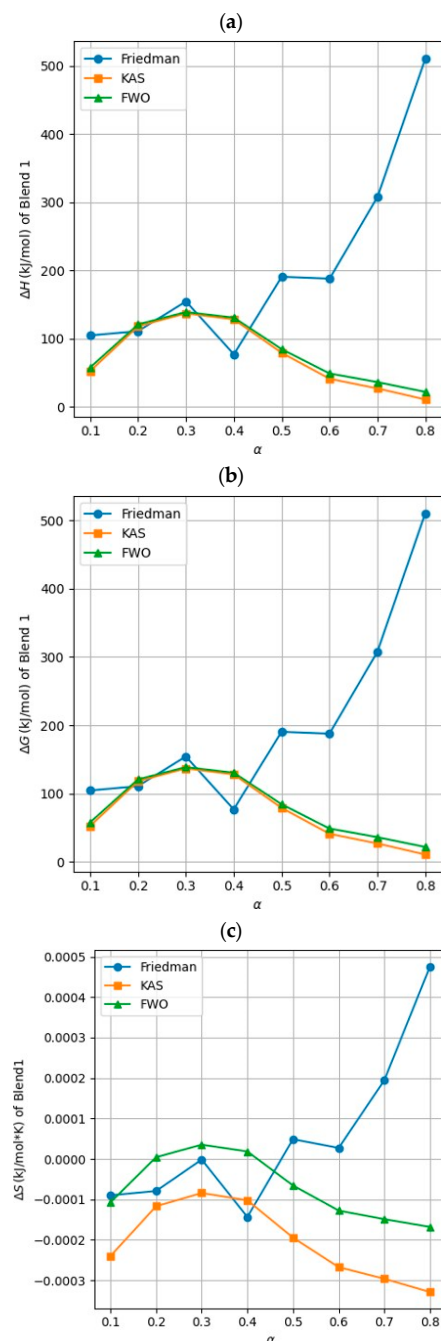 (a)
Friedman
KAS
FWO
500
400
300
200
100
0
ΔH (kJ/mol) of Blend 1
0.1 0.2 0.3 0.4 0.5 0.6 0.7 0.8
α
(b)
Friedman
KAS
FWO
500
400
300
200
100
0
ΔG (kJ/mol) of Blend 1
0.1 0.2 0.3 0.4 0.5 0.6 0.7 0.8
α
(c)
Friedman
KAS
FWO
0.0005
0.0004
0.0003
0.0002
0.0001
0.0000
−0.0001
−0.0002
−0.0003
ΔS(kJ/mol*K) of Blend1
0.1 0.2 0.3 0.4 0.5 0.6 0.7 0.8
α